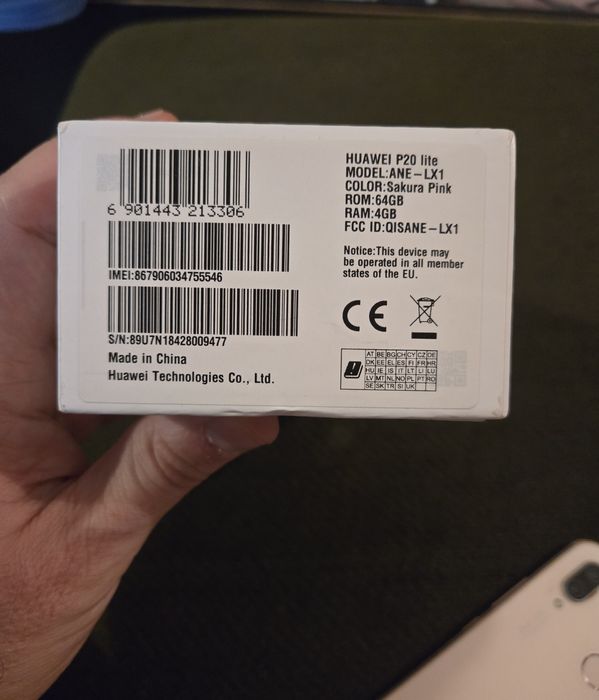 6 901443 213306
IMEI:867906034755546
S/N:89U7N18428009477
Made in China
Huawei Technologies Co., Ltd.
HUAWEI P20 lite
MODEL:ANE-LX1
COLOR:Sakura Pink
ROM:64GB
RAM:4GB
FCC ID:QISANE-LX1
Notice:This device may
be operated in all member
states of the EU.
CE
AT BE BG CH CY CZ DE
DK EE EL ES FI FR HR
HU IE IS IT LT LI LU
LV MT NL NO PL PT RO
SE SK TR SI UK